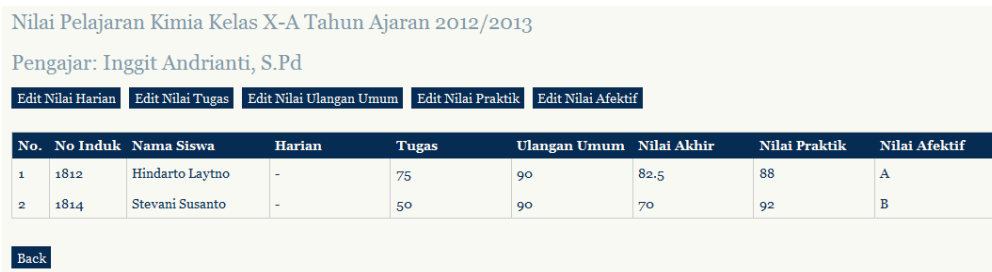 Nilai Pelajaran Kimia Kelas X-A Tahun Ajaran 2012/2013
Pengajar: Inggit Andrianti, S.Pd
Edit Nilai Harian Edit Nilai Tugas Edit Nilai Ulangan Umum Edit Nilai Praktik Edit Nilai Afektif
No. No Induk Nama Siswa Harian Tugas Ulangan Umum Nilai Akhir Nilai Praktik Nilai Afektif
1 1812 Hindarto Laytno - 75 90 82.5 88 A
2 1814 Stevani Susanto - 50 90 70 92 B
Back